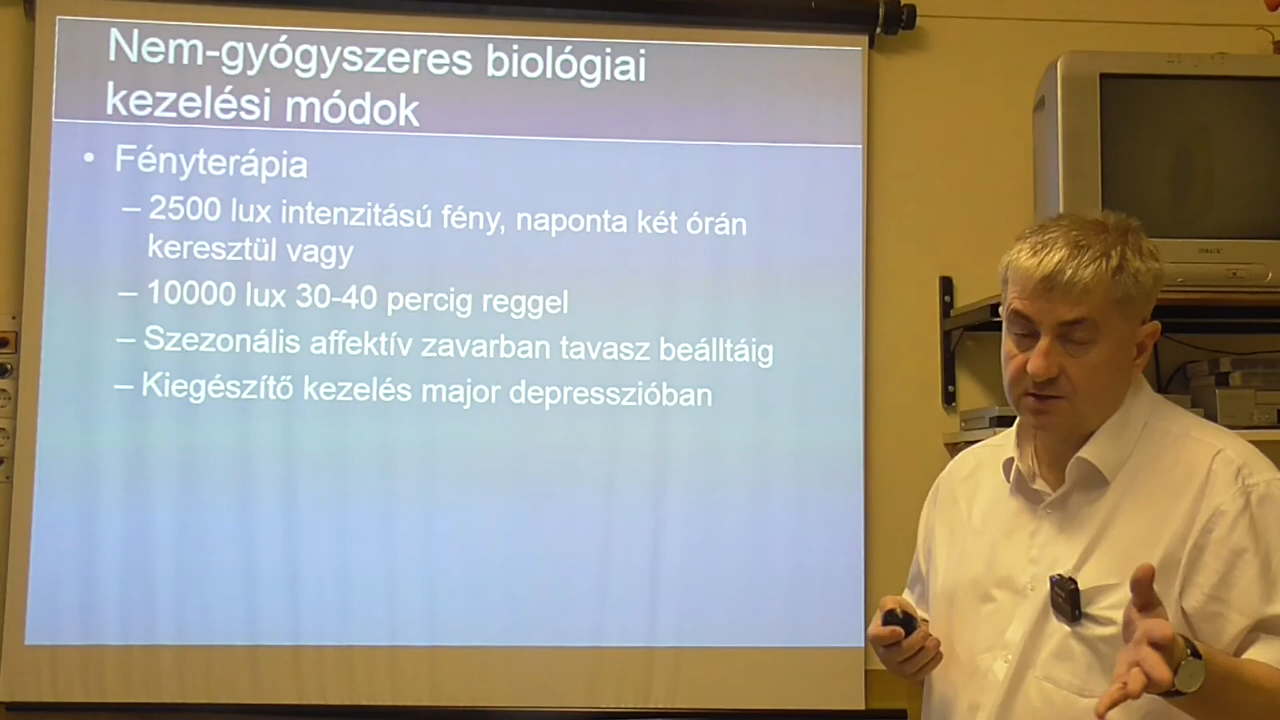 Nem-gyógyszeres biológiai
kezelési módok
• Fényterápia
– 2500 lux intenzitású fény, naponta két órán
keresztül vagy
– 10000 lux 30-40 percig reggel
– Szezonális affektív zavarban tavasz beálltáig
– Kiegészítő kezelés major depresszióban